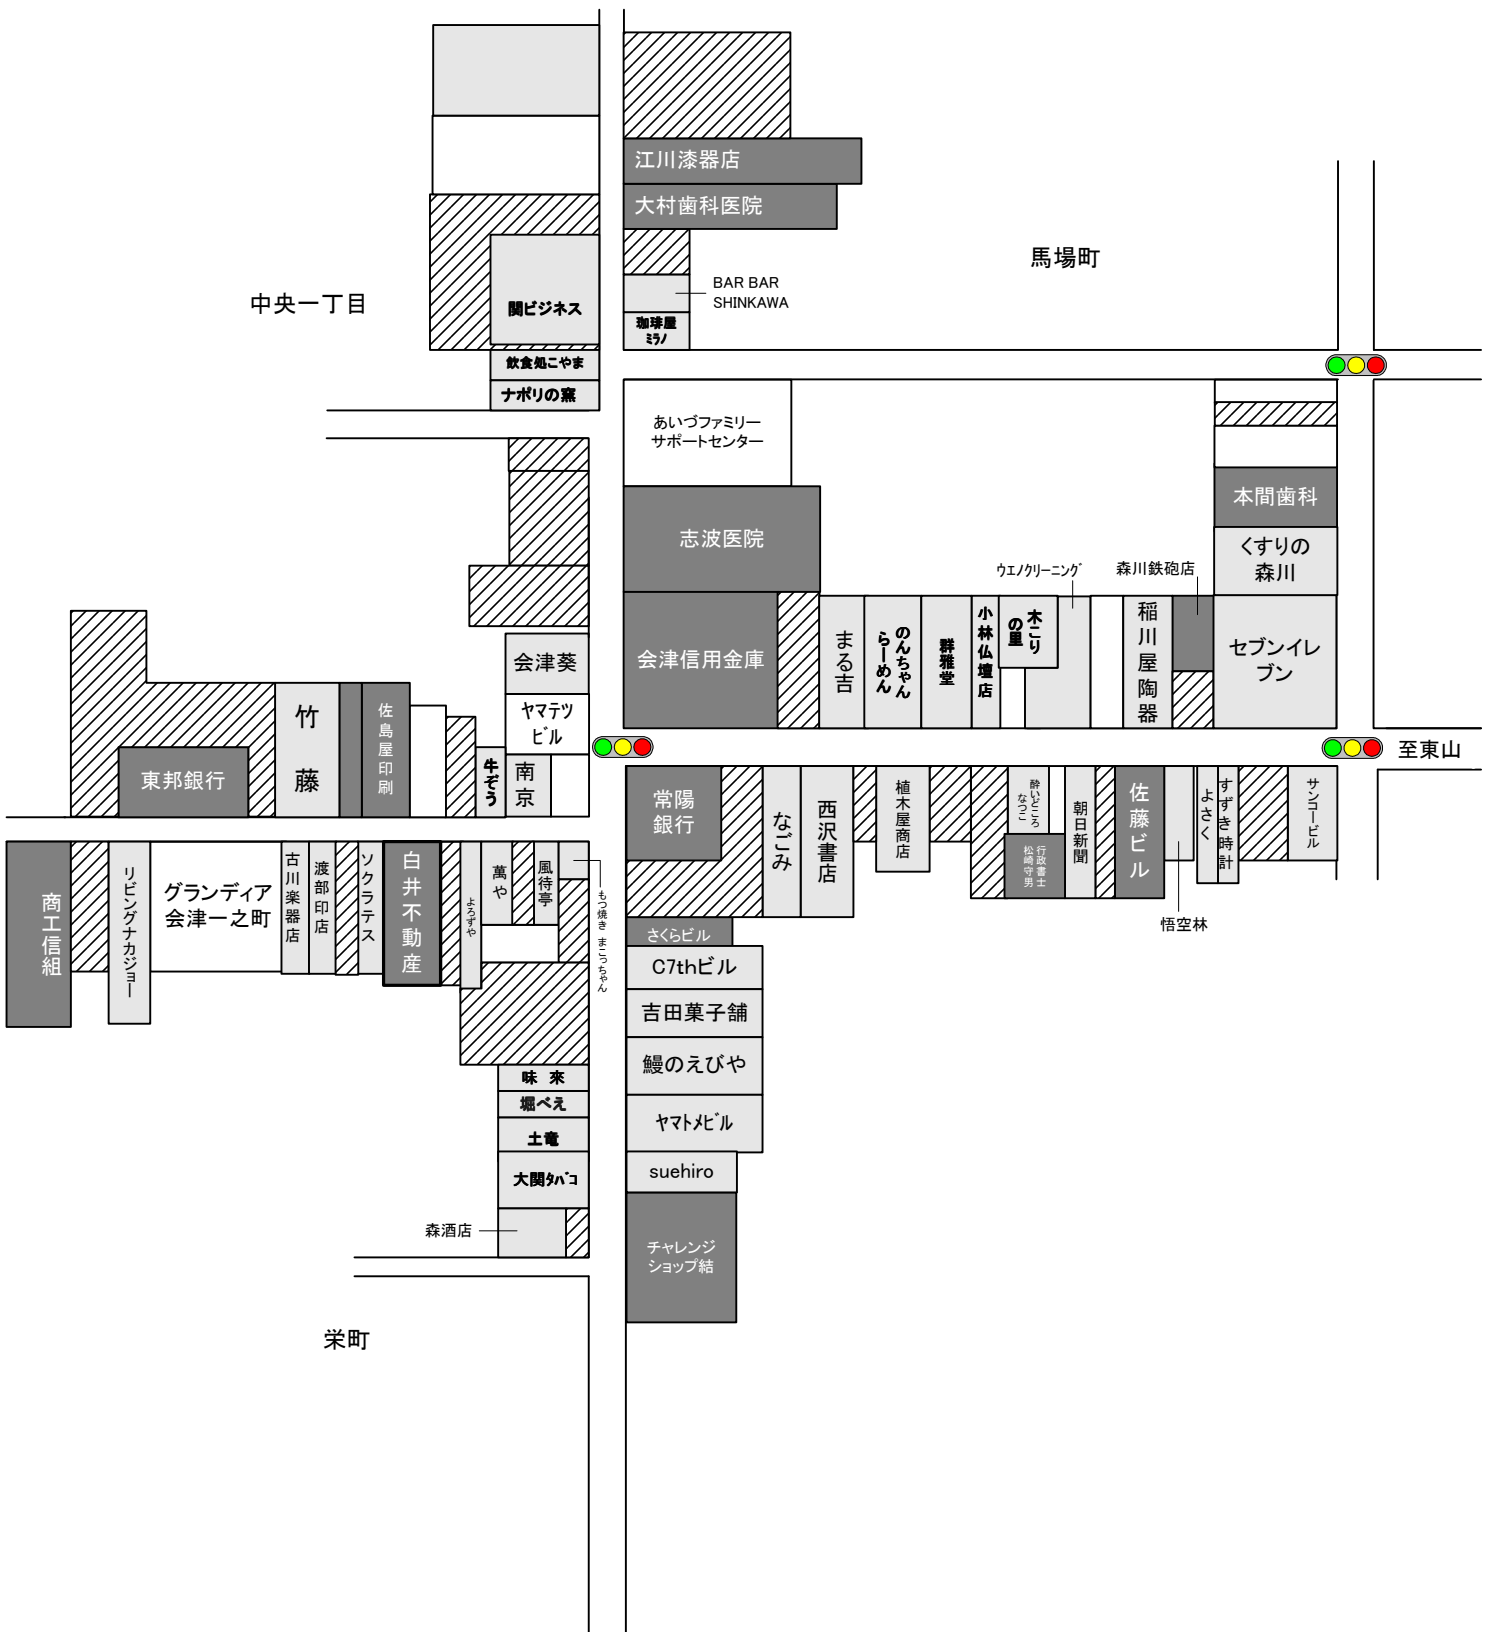 江川漆器店
大村歯科医院
馬場町
BAR BAR
SHINKAWA
中央一丁目
関ビジネス
珈琲屋
ミラノ
飲食処こやま
ナポリの窯
あいづファミリー
サポートセンター
本間歯科
志波医院
くすりの
森川
ウエノクリーニング
森川鉄砲店
会津信用金庫
まる吉
のんちゃん
らーめん
群雅堂
小林仏壇店
木こり
の里
稲川屋陶器
セブンイレ
ブン
会津葵
ヤマテツ
ビル
竹藤
佐島屋印刷
東邦銀行
牛ぞう
南京
至東山
常陽
銀行
なごみ
西沢書店
植木屋商店
酔いどころ
なつこ
行政書士
松崎守男
朝日新聞
佐藤ビル
よさく
すずき時計
サンコービル
悟空林
商工信組
リビングナカジョー
グランディア
会津一之町
古川楽器店
渡部印店
ソクラテス
白井不動産
よろずや
萬や
風待亭
もつ焼き まこっちゃん
さくらビル
C7thビル
吉田菓子舗
鰻のえびや
ヤマトメビル
suehiro
チャレンジ
ショップ結
味 來
堀べえ
土竜
大関タバコ
森酒店
栄町